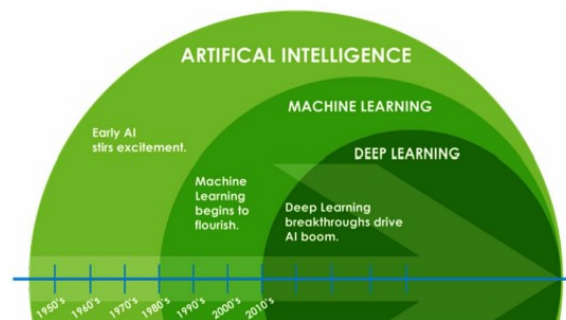 ARTIFICAL INTELLIGENCE
MACHINE LEARNING
DEEP LEARNING
Early AI
stirs excitement.
Machine
Learning
begins to
flourish.
Deep Learning
breakthroughs drive
AI boom.
1950's
1960's
1970's
1980's
1990's
2000's
2010's